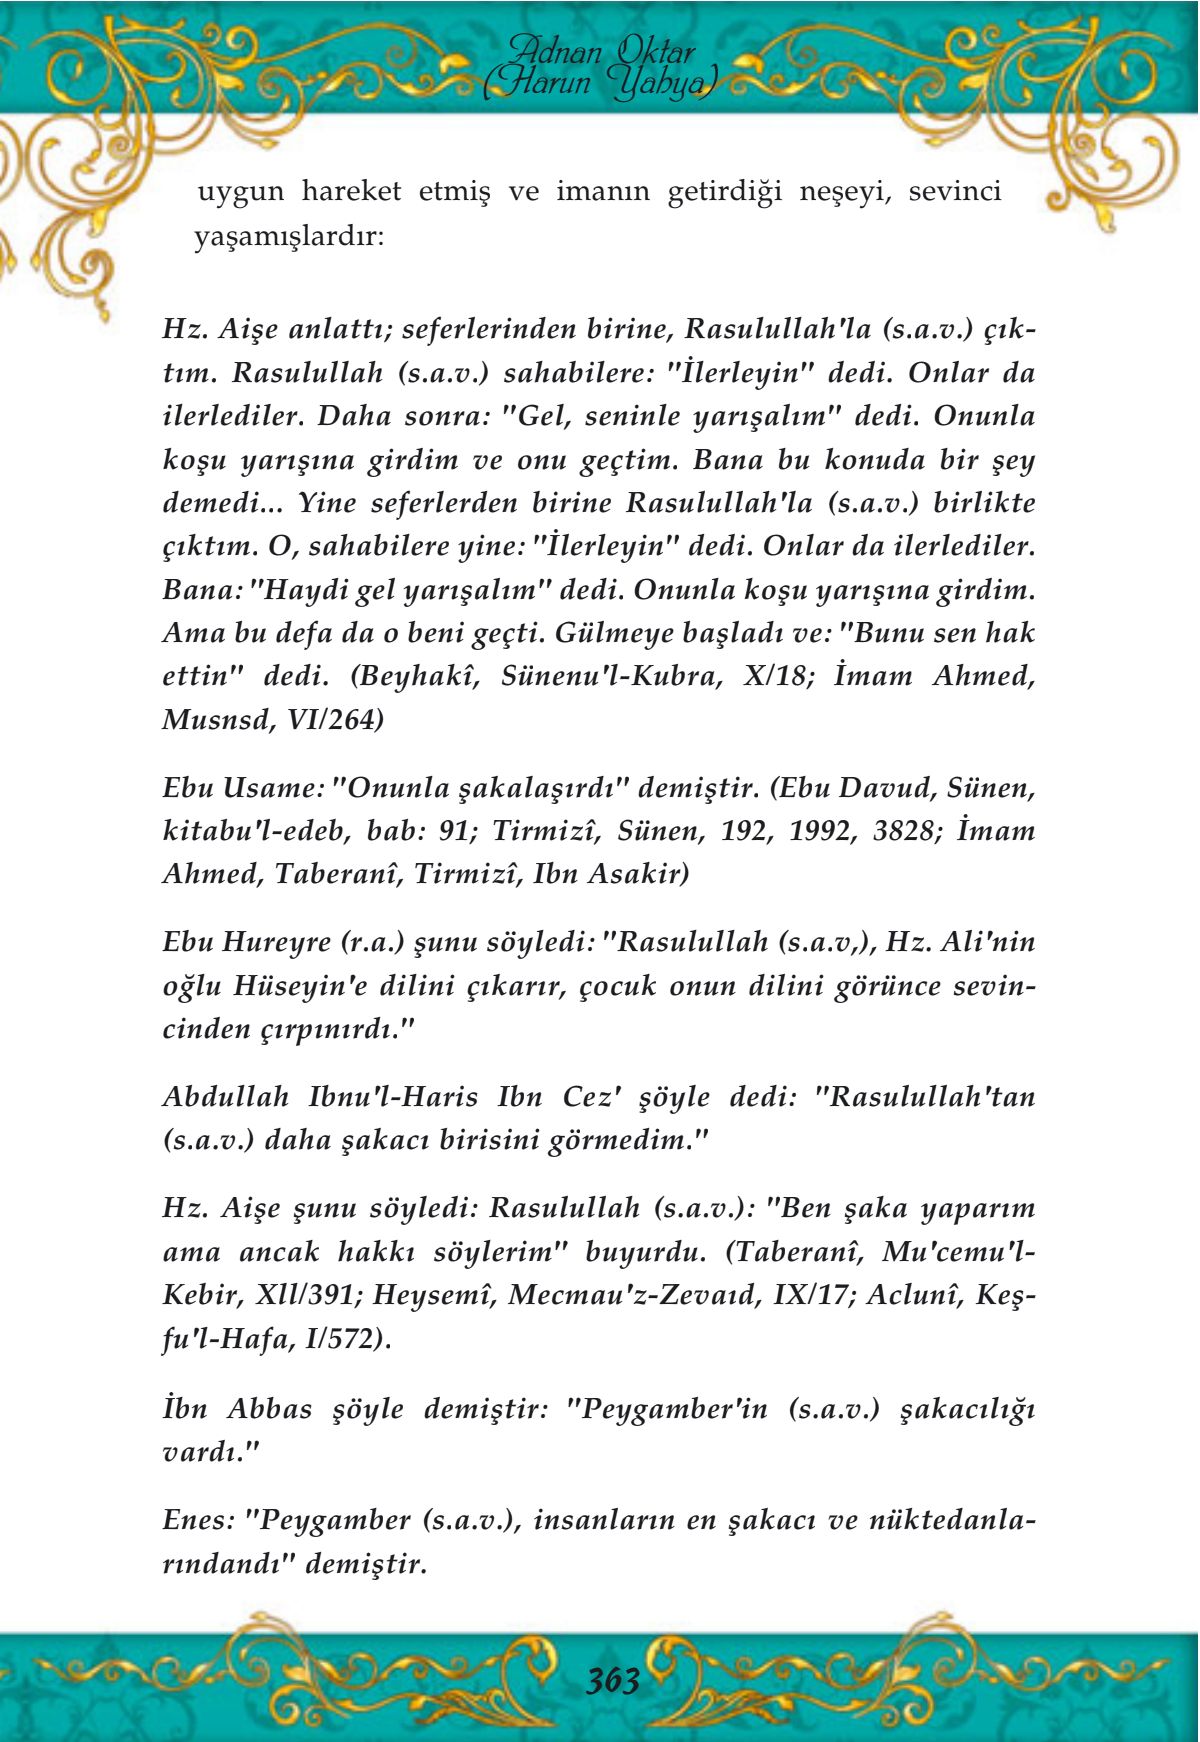 Adnan Oktar
(Harun Yahya)
uygun hareket etmiş ve imanın getirdiği neşeyi, sevinci
yaşamışlardır:
Hz. Aişe anlattı; seferlerinden birine, Rasulullah'la (s.a.v.) çık-
tım. Rasulullah (s.a.v.) sahabilere: "İlerleyin" dedi. Onlar da
ilerlediler. Daha sonra: "Gel, seninle yarışalım" dedi. Onunla
koşu yarışına girdim ve onu geçtim. Bana bu konuda bir şey
demedi... Yine seferlerden birine Rasulullah'la (s.a.v.) birlikte
çıktım. O, sahabilere yine: "İlerleyin" dedi. Onlar da ilerlediler.
Bana: "Haydi gel yarışalım" dedi. Onunla koşu yarışına girdim.
Ama bu defa da o beni geçti. Gülmeye başladı ve: "Bunu sen hak
ettin" dedi. (Beyhakî, Sünenu'l-Kubra, X/18; İmam Ahmed,
Musnsd, VI/264)
Ebu Usame: "Onunla şakalaşırdı" demiştir. (Ebu Davud, Sünen,
kitabu'l-edeb, bab: 91; Tirmizî, Sünen, 192, 1992, 3828; İmam
Ahmed, Taberanî, Tirmizî, Ibn Asakir)
Ebu Hureyre (r.a.) şunu söyledi: "Rasulullah (s.a.v,), Hz. Ali'nin
oğlu Hüseyin'e dilini çıkarır, çocuk onun dilini görünce sevin-
cinden çırpınırdı."
Abdullah Ibnu'l-Haris Ibn Cez' şöyle dedi: "Rasulullah'tan
(s.a.v.) daha şakacı birisini görmedim."
Hz. Aişe şunu söyledi: Rasulullah (s.a.v.): "Ben şaka yaparım
ama ancak hakkı söylerim" buyurdu. (Taberanî, Mu'cemu'l-
Kebir, Xll/391; Heysemî, Mecmau'z-Zevaıd, IX/17; Aclunî, Keş-
fu'l-Hafa, I/572).
İbn Abbas şöyle demiştir: "Peygamber'in (s.a.v.) şakacılığı
vardı."
Enes: "Peygamber (s.a.v.), insanların en şakacı ve nüktedanla-
rındandı" demiştir.
363